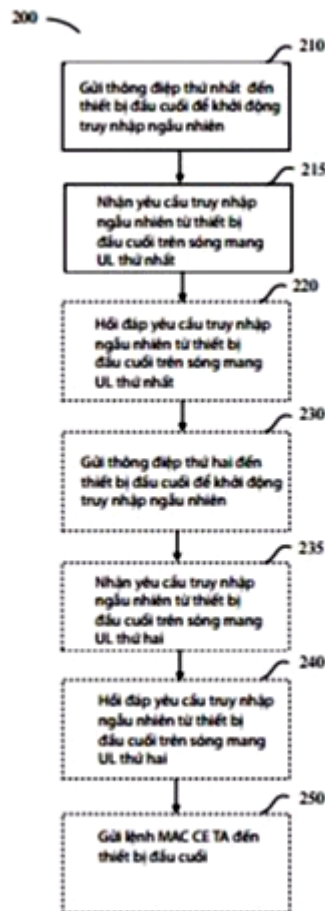 200
210
Gửi thông điệp thứ nhất đến
thiết bị đầu cuối để khởi động
truy nhập ngẫu nhiên
215
Nhận yêu cầu truy nhập
ngẫu nhiên từ thiết bị
đầu cuối trên sóng mang
UL thứ nhất
220
Hồi đáp yêu cầu truy nhập
ngẫu nhiên từ thiết bị
đầu cuối trên sóng mang
UL thứ nhất
230
Gửi thông điệp thứ hai đến
thiết bị đầu cuối để khởi động
truy nhập ngẫu nhiên
235
Nhận yêu cầu truy nhập
ngẫu nhiên từ thiết bị
đầu cuối trên sóng mang
UL thứ hai
240
Hồi đáp yêu cầu truy nhập
ngẫu nhiên từ thiết bị
đầu cuối trên sóng mang
UL thứ hai
250
Gửi lệnh MAC CE TA đến
thiết bị đầu cuối